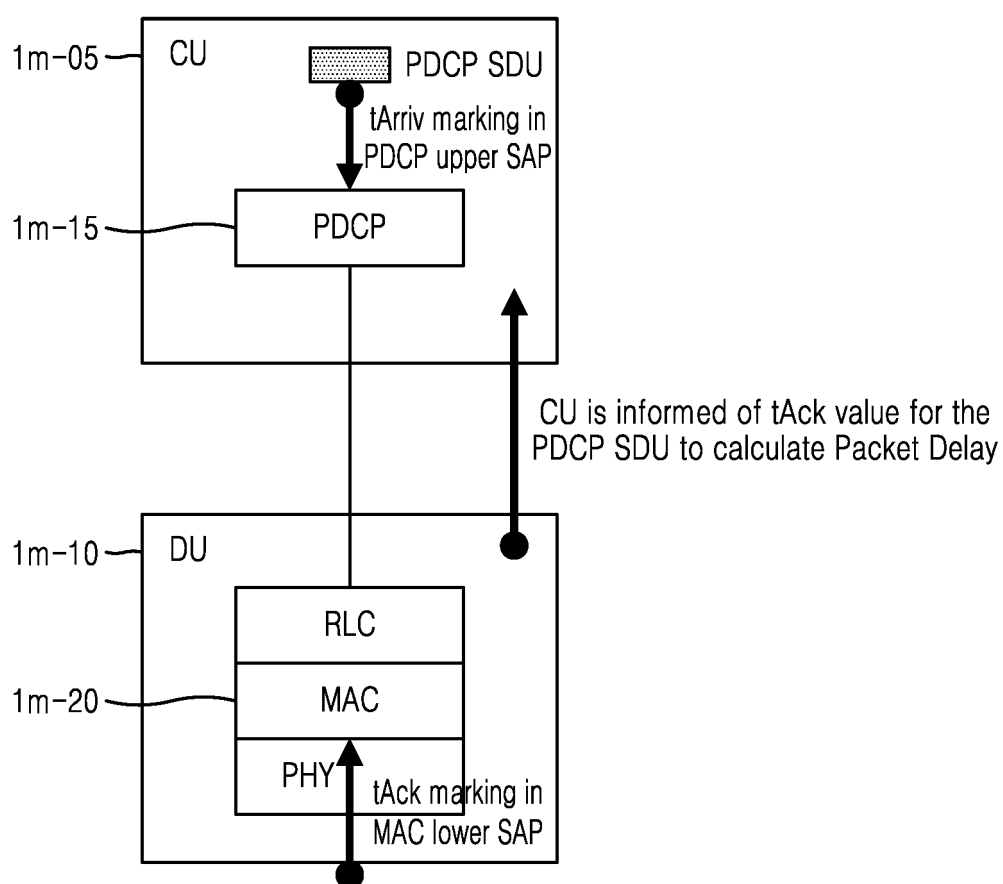 1m-05
CU
PDCP SDU
tArriv marking in
PDCP upper SAP
1m-15
PDCP
CU is informed of tAck value for the
PDCP SDU to calculate Packet Delay
1m-10
DU
RLC
1m-20
MAC
PHY
tAck marking in
MAC lower SAP